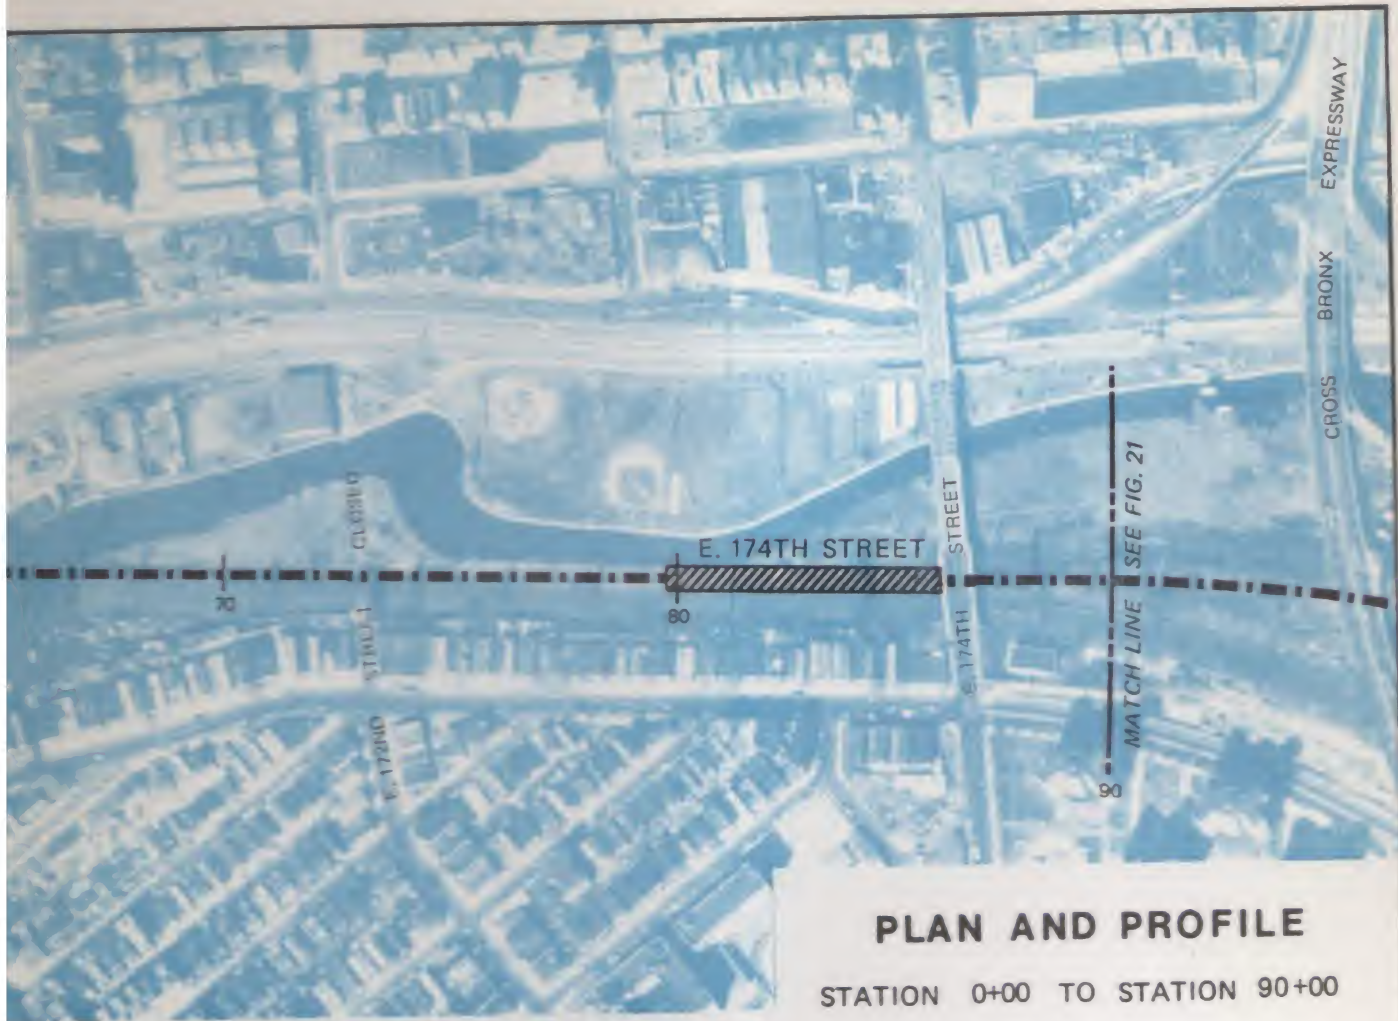 CROSS BRONX EXPRESSWAY
E. 172ND STREET CLOSED
E. 174TH STREET
E. 174TH STREET
70
80
MATCH LINE SEE FIG. 21
90
PLAN AND PROFILE
STATION 0+00 TO STATION 90+00